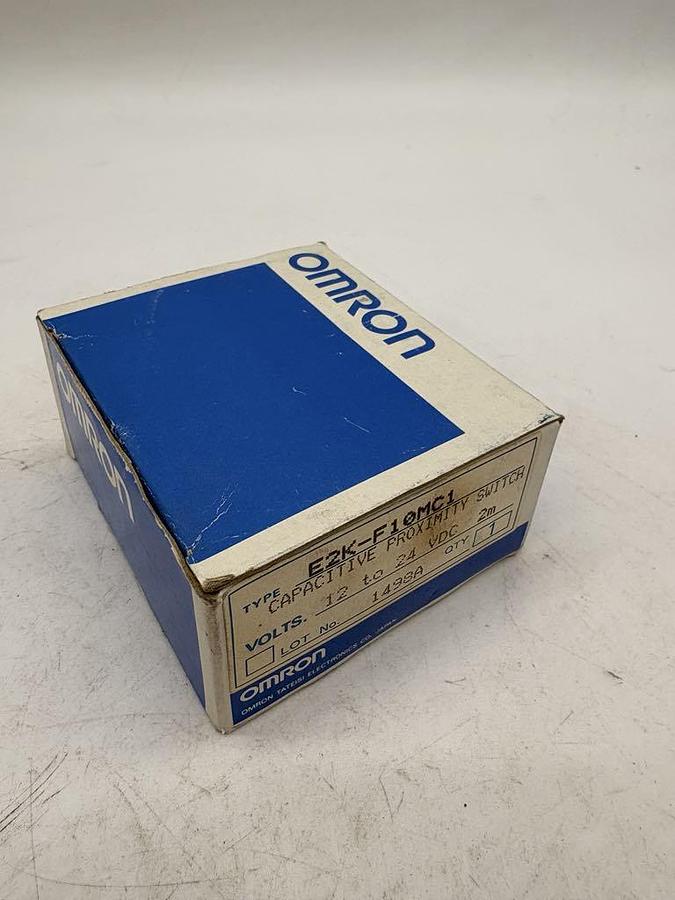 OMRON
OMRON
TYPE E2K-F10MC1
CAPACITIVE PROXIMITY SWITCH
VOLTS. 12 to 24 VDC 2m
LOT No. 1498A QTY 1
OMRON
OMRON TATEISI ELECTRONICS CO. JAPAN